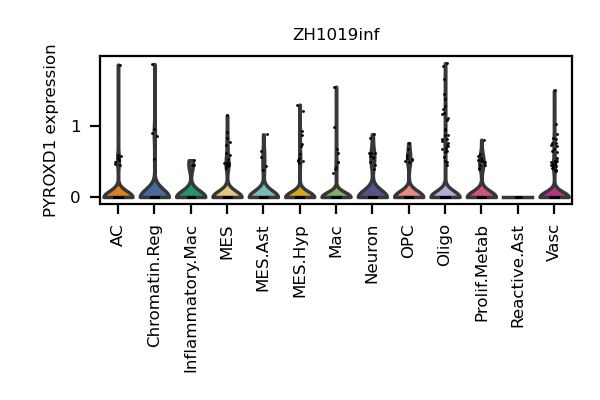 ZH1019inf
PYROXD1 expression
1
0
AC
Chromatin.Reg
Inflammatory.Mac
MES
MES.Ast
MES.Hyp
Mac
Neuron
OPC
Oligo
Prolif.Metab
Reactive.Ast
Vasc